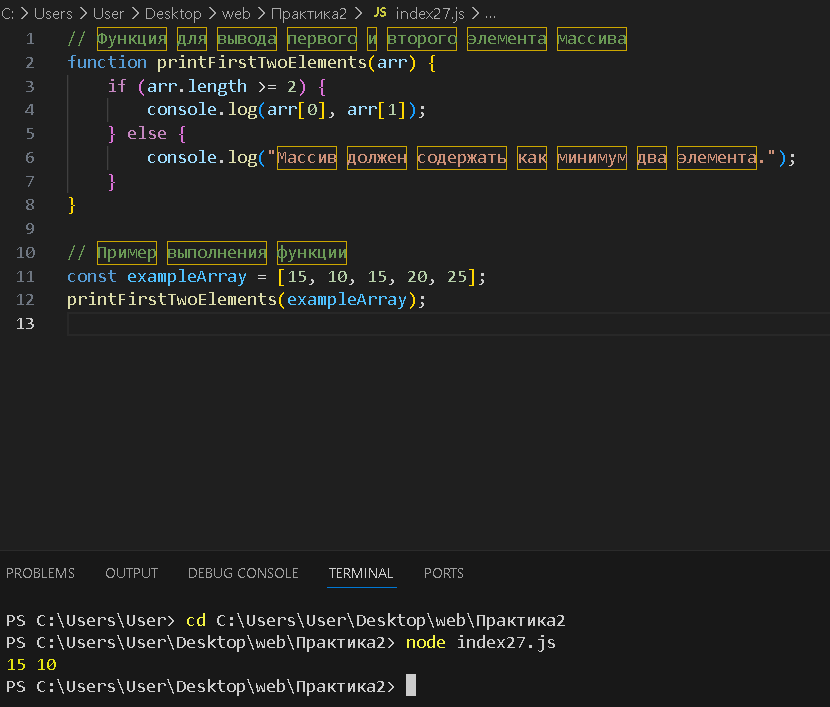 C: > Users > User > Desktop > web > Практика2 > JS index27.js > ...
1 // Функция для вывода первого и второго элемента массива
2 function printFirstTwoElements(arr) {
3 if (arr.length >= 2) {
4 console.log(arr[0], arr[1]);
5 } else {
6 console.log("Массив должен содержать как минимум два элемента.");
7 }
8 }
9
10 // Пример выполнения функции
11 const exampleArray = [15, 10, 15, 20, 25];
12 printFirstTwoElements(exampleArray);
13
PROBLEMS OUTPUT DEBUG CONSOLE TERMINAL PORTS
PS C:\Users\User> cd C:\Users\User\Desktop\web\Практика2
PS C:\Users\User\Desktop\web\Практика2> node index27.js
15 10
PS C:\Users\User\Desktop\web\Практика2>